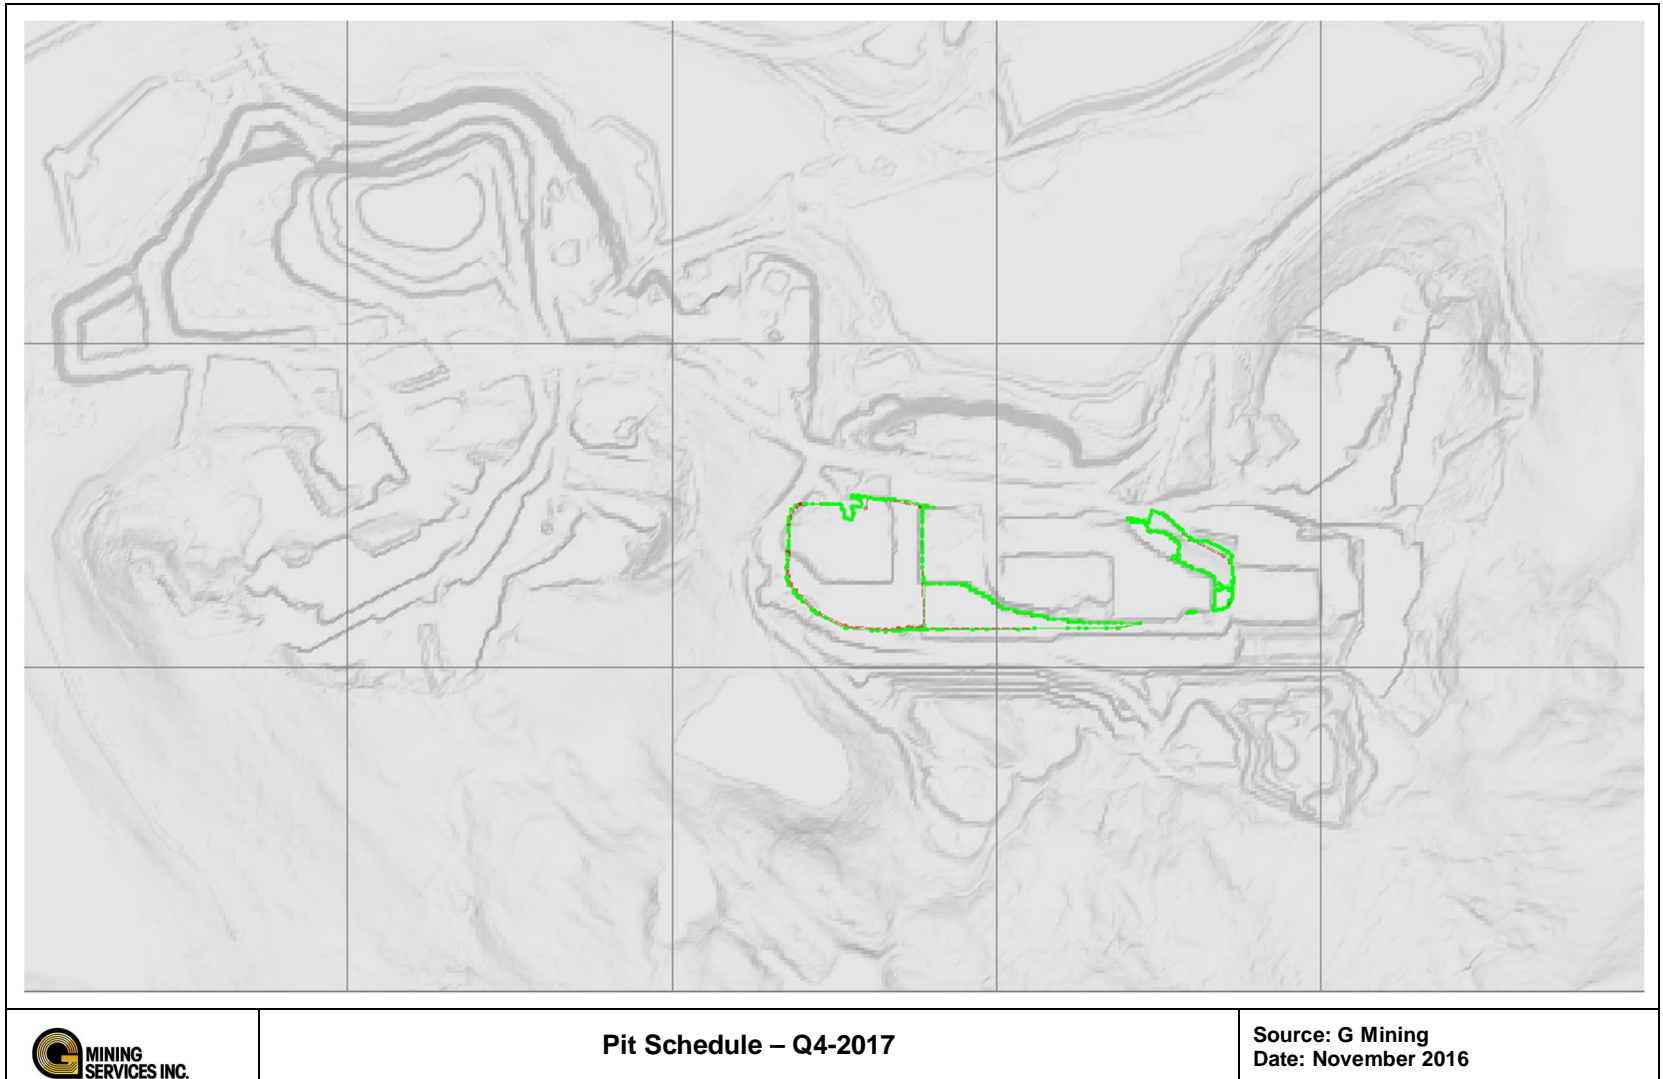 MINING
SERVICES INC.
Pit Schedule – Q4-2017
Source: G Mining
Date: November 2016